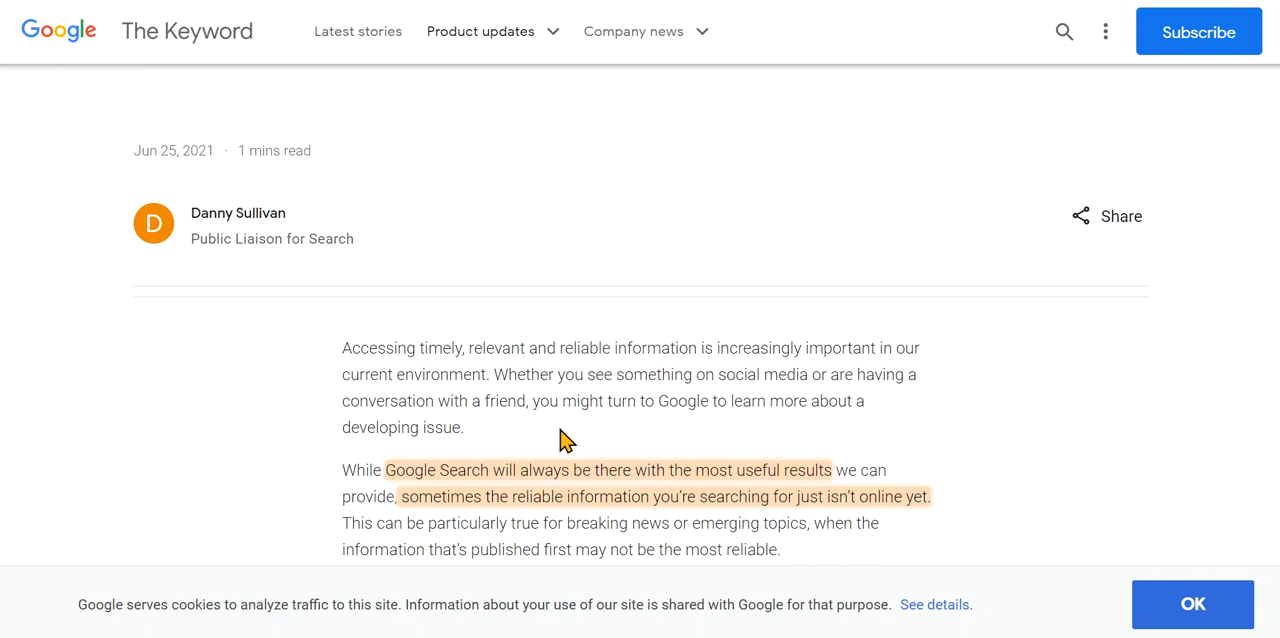 Google The Keyword Latest stories Product updates Company news Subscribe
Jun 25, 2021 · 1 mins read
D
Danny Sullivan
Public Liaison for Search
Share
Accessing timely, relevant and reliable information is increasingly important in our
current environment. Whether you see something on social media or are having a
conversation with a friend, you might turn to Google to learn more about a
developing issue.
While Google Search will always be there with the most useful results we can
provide, sometimes the reliable information you’re searching for just isn’t online yet.
This can be particularly true for breaking news or emerging topics, when the
information that’s published first may not be the most reliable.
Google serves cookies to analyze traffic to this site. Information about your use of our site is shared with Google for that purpose. See details.
OK